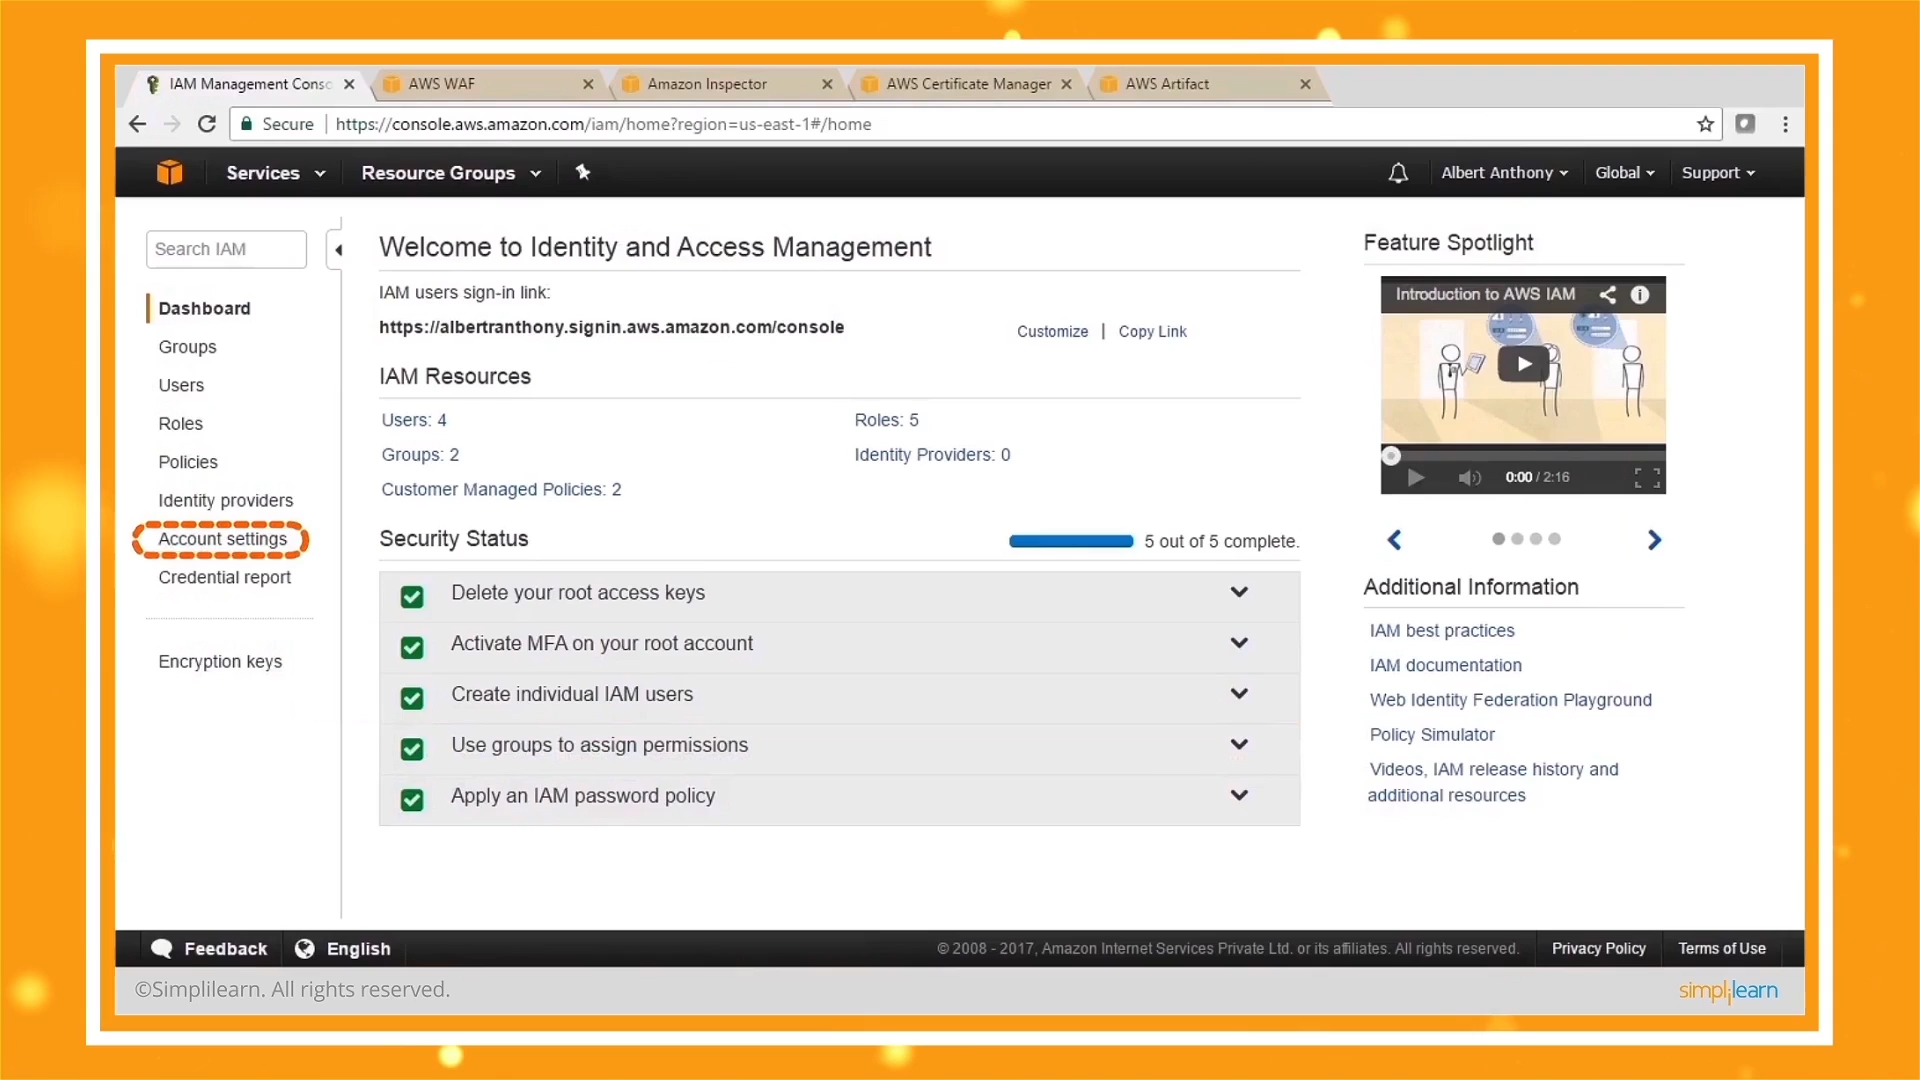 IAM Management Conso
AWS WAF
Amazon Inspector
AWS Certificate Manager
AWS Artifact
Secure
https://console.aws.amazon.com/iam/home?region=us-east-1#/home
Services
Resource Groups
Albert Anthony
Global
Support
Search IAM
Dashboard
Groups
Users
Roles
Policies
Identity providers
Account settings
Credential report
Encryption keys
Welcome to Identity and Access Management
IAM users sign-in link:
https://albertranthony.signin.aws.amazon.com/console
Customize | Copy Link
IAM Resources
Users: 4
Roles: 5
Groups: 2
Identity Providers: 0
Customer Managed Policies: 2
Security Status
5 out of 5 complete.
Delete your root access keys
Activate MFA on your root account
Create individual IAM users
Use groups to assign permissions
Apply an IAM password policy
Feature Spotlight
Introduction to AWS IAM
0:00 / 2:16
Additional Information
IAM best practices
IAM documentation
Web Identity Federation Playground
Policy Simulator
Videos, IAM release history and
additional resources
Feedback
English
© 2008 - 2017, Amazon Internet Services Private Ltd. or its affiliates. All rights reserved.
Privacy Policy
Terms of Use
©Simplilearn. All rights reserved.
simplilearn